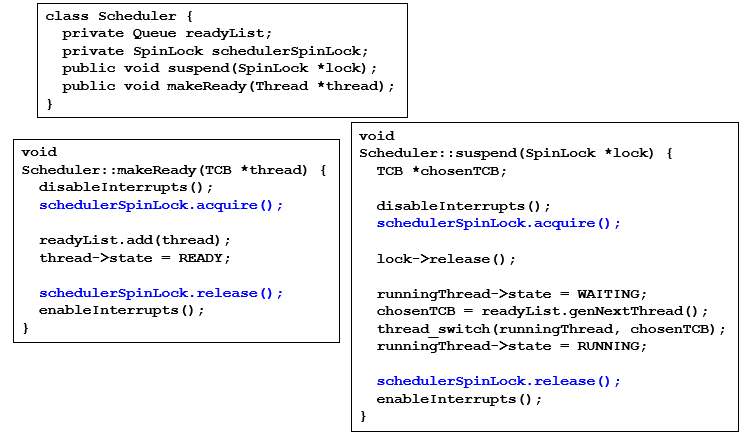 class Scheduler {
private Queue readyList;
private SpinLock schedulerSpinLock;
public void suspend(SpinLock *lock);
public void makeReady(Thread *thread);
}
void
Scheduler::makeReady(TCB *thread) {
disableInterrupts();
schedulerSpinLock.acquire();
readyList.add(thread);
thread->state = READY;
schedulerSpinLock.release();
enableInterrupts();
}
void
Scheduler::suspend(SpinLock *lock) {
TCB *chosenTCB;
disableInterrupts();
schedulerSpinLock.acquire();
lock->release();
runningThread->state = WAITING;
chosenTCB = readyList.genNextThread();
thread_switch(runningThread, chosenTCB);
runningThread->state = RUNNING;
schedulerSpinLock.release();
enableInterrupts();
}